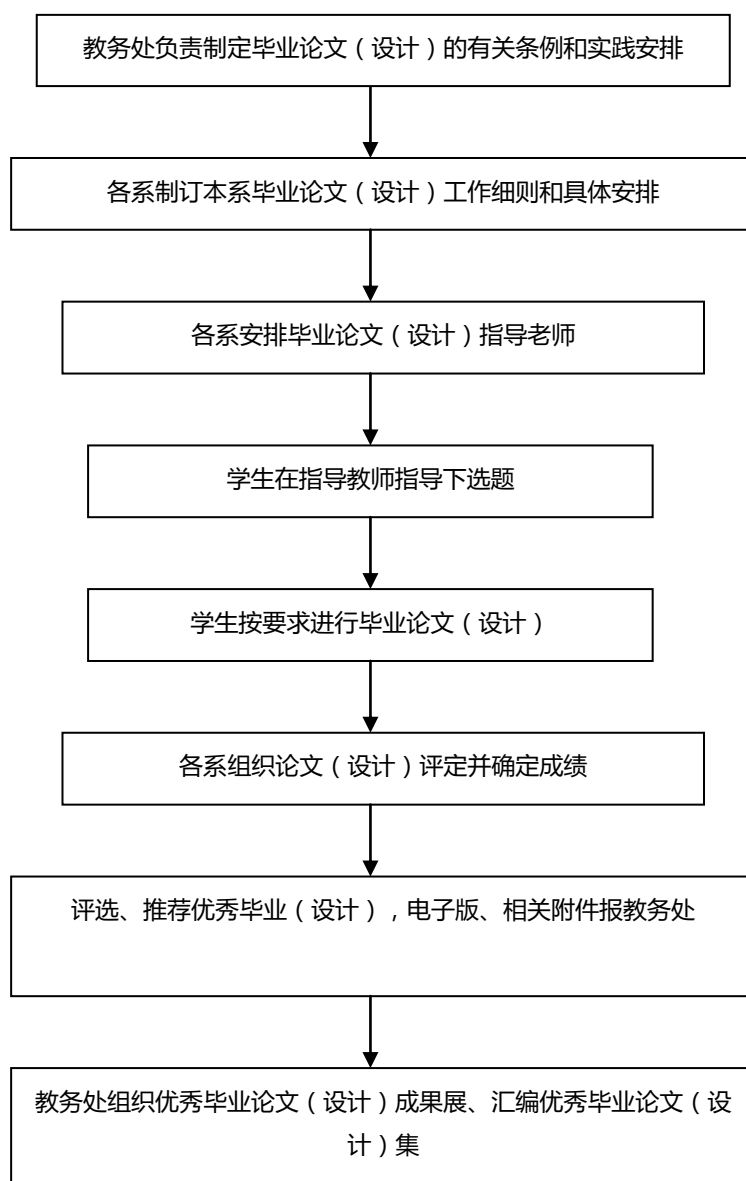 教务处负责制定毕业论文（设计）的有关条例和实践安排
各系制订本系毕业论文（设计）工作细则和具体安排
各系安排毕业论文（设计）指导老师
学生在指导教师指导下选题
学生按要求进行毕业论文（设计）
各系组织论文（设计）评定并确定成绩
评选、推荐优秀毕业（设计），电子版、相关附件报教务处
教务处组织优秀毕业论文（设计）成果展、汇编优秀毕业论文（设
计）集